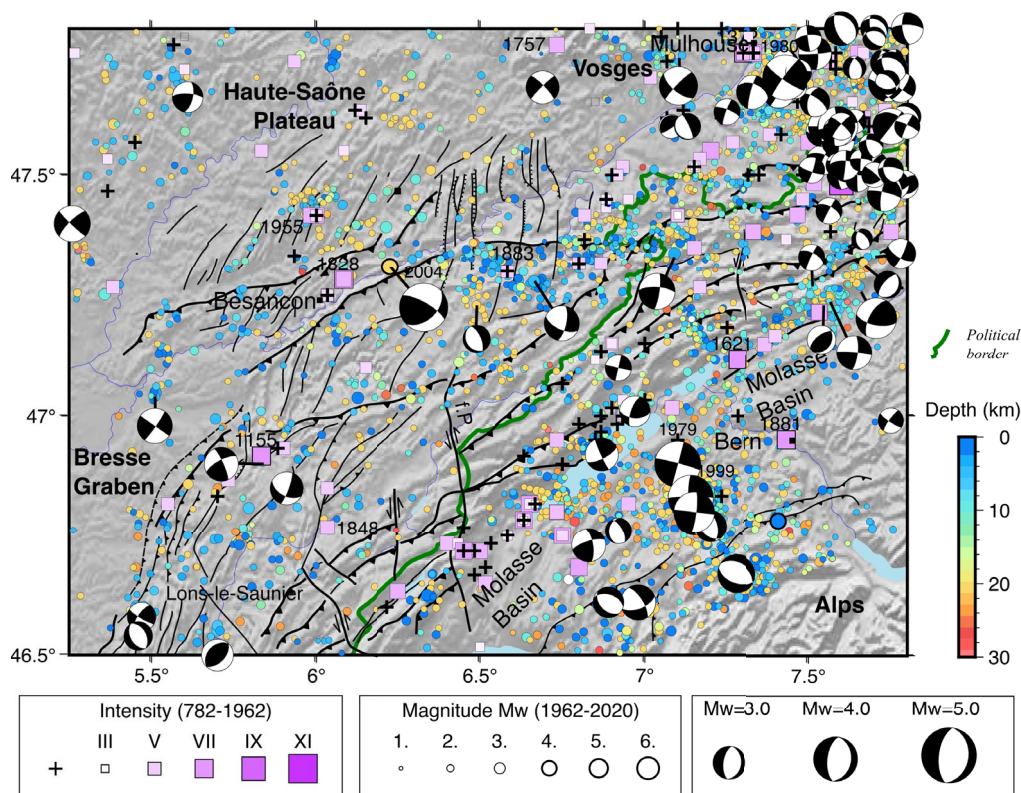 1757
Mulhouse
1980
Vosges
Haute-Saône
Plateau
47.5°
1955
1883
1828
2004
Besançon
Political
border
1621
Molasse
Basin
Depth (km)
47°
fP
1979
Bern
1881
0
1155
Bresse
Graben
1999
10
1848
20
Molasse
Basin
Lons-le-Saunier
Alps
46.5°
30
5.5°
6°
6.5°
7°
7.5°
Intensity (782-1962)
III
V
VII
IX
XI
Magnitude Mw (1962-2020)
1.
2.
3.
4.
5.
6.
Mw=3.0
Mw=4.0
Mw=5.0